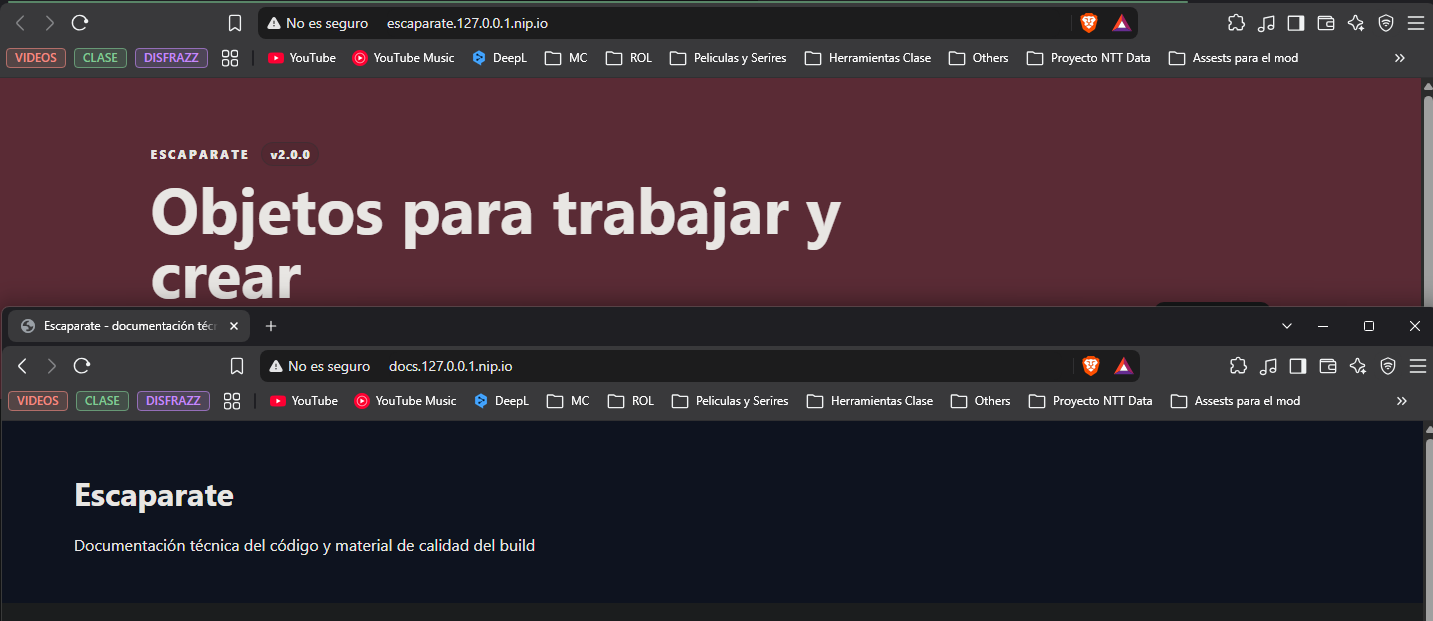 No es seguro escaparate.127.0.0.1.nip.io
VIDEOS CLASE DISFRAZZ YouTube YouTube Music DeepL MC ROL Peliculas y Serires Herramientas Clase Others Proyecto NTT Data Assests para el mod »
ESCAPARATE v2.0.0
Objetos para trabajar y
crear
Escaparate - documentación téc
No es seguro docs.127.0.0.1.nip.io
VIDEOS CLASE DISFRAZZ YouTube YouTube Music DeepL MC ROL Peliculas y Serires Herramientas Clase Others Proyecto NTT Data Assests para el mod »
Escaparate
Documentación técnica del código y material de calidad del build